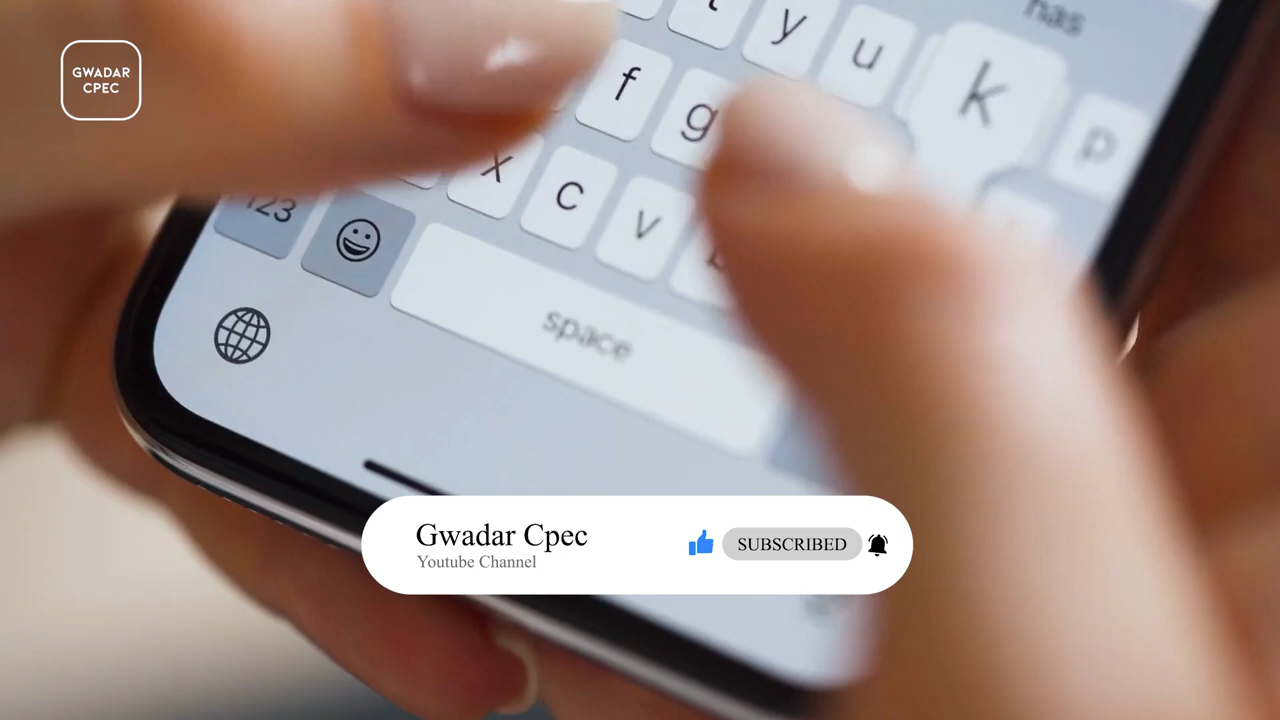 GWADAR
CPEC
has
t y u k
f g p
x c v b
123
space
Gwadar Cpec
Youtube Channel
SUBSCRIBED